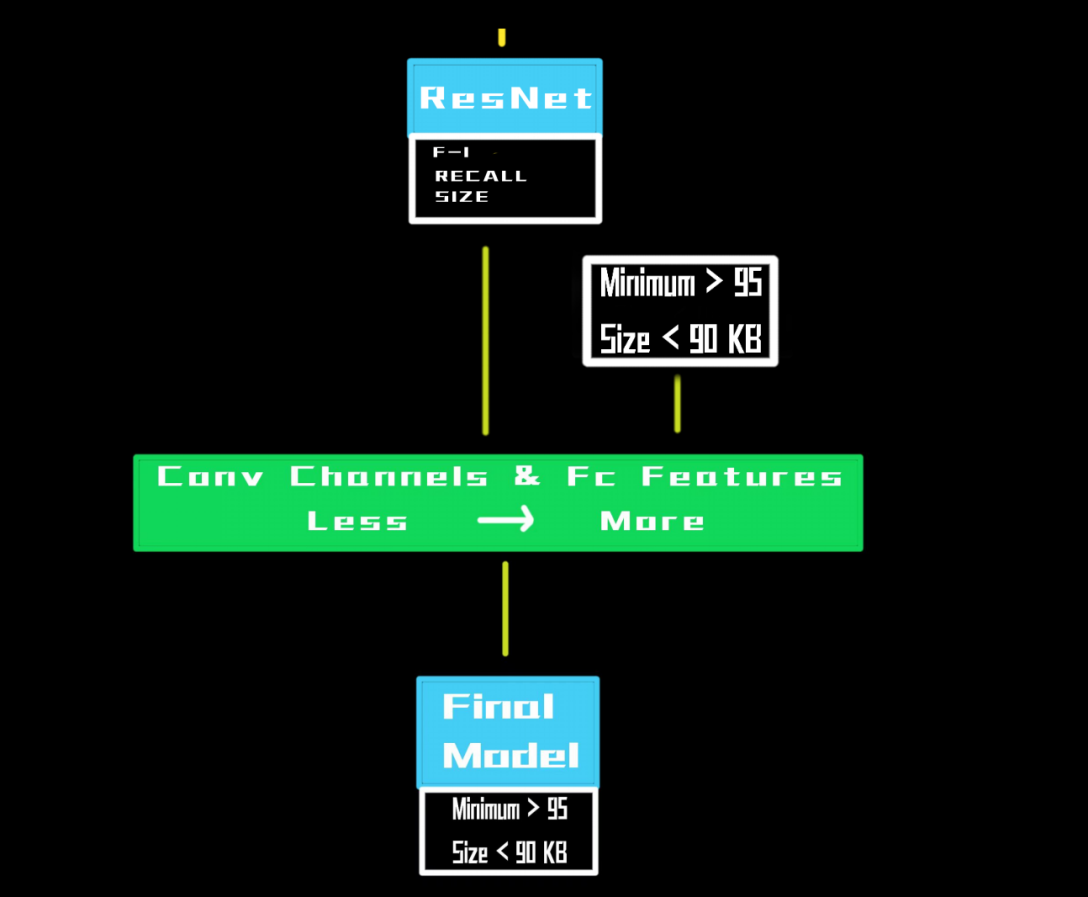 ResNet
F-1
RECALL
SIZE
Minimum > 95
Size < 90 KB
Conv Channels & Fc Features
Less → More
Final
Model
Minimum > 95
Size < 90 KB